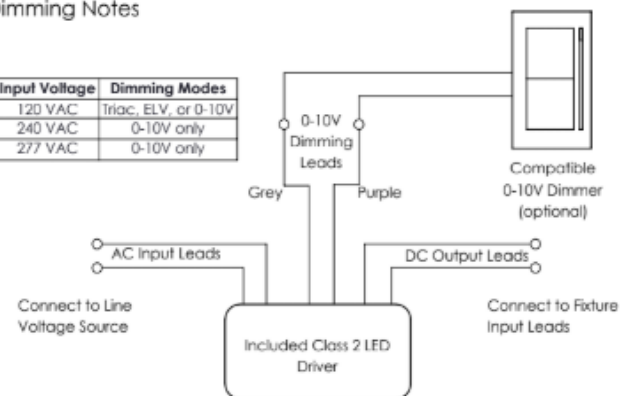 imming Notes
Input Voltage Dimming Modes
120 VAC Triac, ELV, or 0-10V
240 VAC 0-10V only
277 VAC 0-10V only
0-10V
Dimming
Leads
Grey
Purple
Compatible
0-10V Dimmer
(optional)
AC Input Leads
DC Output Leads
Connect to Line
Voltage Source
Connect to Fixture
Input Leads
Included Class 2 LED
Driver